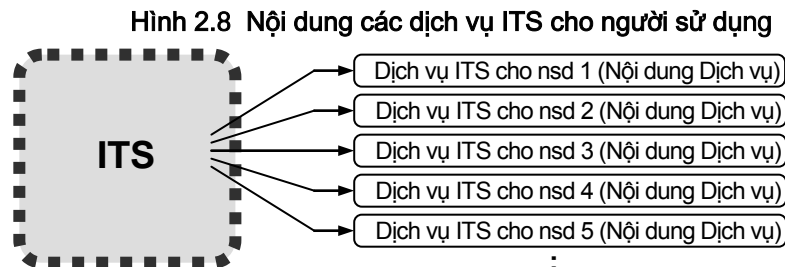 Hình 2.8 Nội dung các dịch vụ ITS cho người sử dụng
ITS
Dịch vụ ITS cho nsd 1 (Nội dung Dịch vụ)
Dịch vụ ITS cho nsd 2 (Nội dung Dịch vụ)
Dịch vụ ITS cho nsd 3 (Nội dung Dịch vụ)
Dịch vụ ITS cho nsd 4 (Nội dung Dịch vụ)
Dịch vụ ITS cho nsd 5 (Nội dung Dịch vụ)